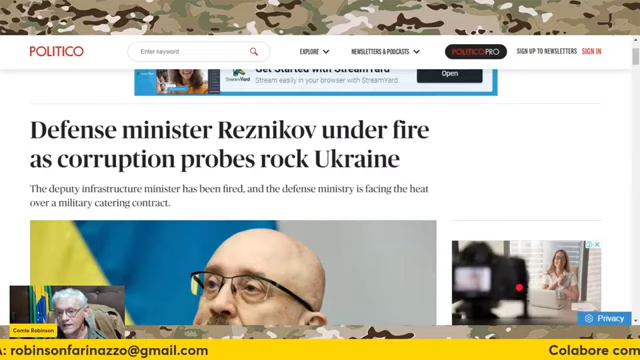 POLITICO
Enter keyword
EXPLORE
NEWSLETTERS & PODCASTS
POLITICOPRO
SIGN UP TO NEWSLETTERS
SIGN IN
Get Started with StreamYard
StreamYard
Stream easily in your browser with StreamYard.
Open
Defense minister Reznikov under fire
as corruption probes rock Ukraine
The deputy infrastructure minister has been fired, and the defense ministry is facing the heat
over a military catering contract.
Privacy
Comte Robinson
A: robinsonfarinazzo@gmail.com
Colabore com